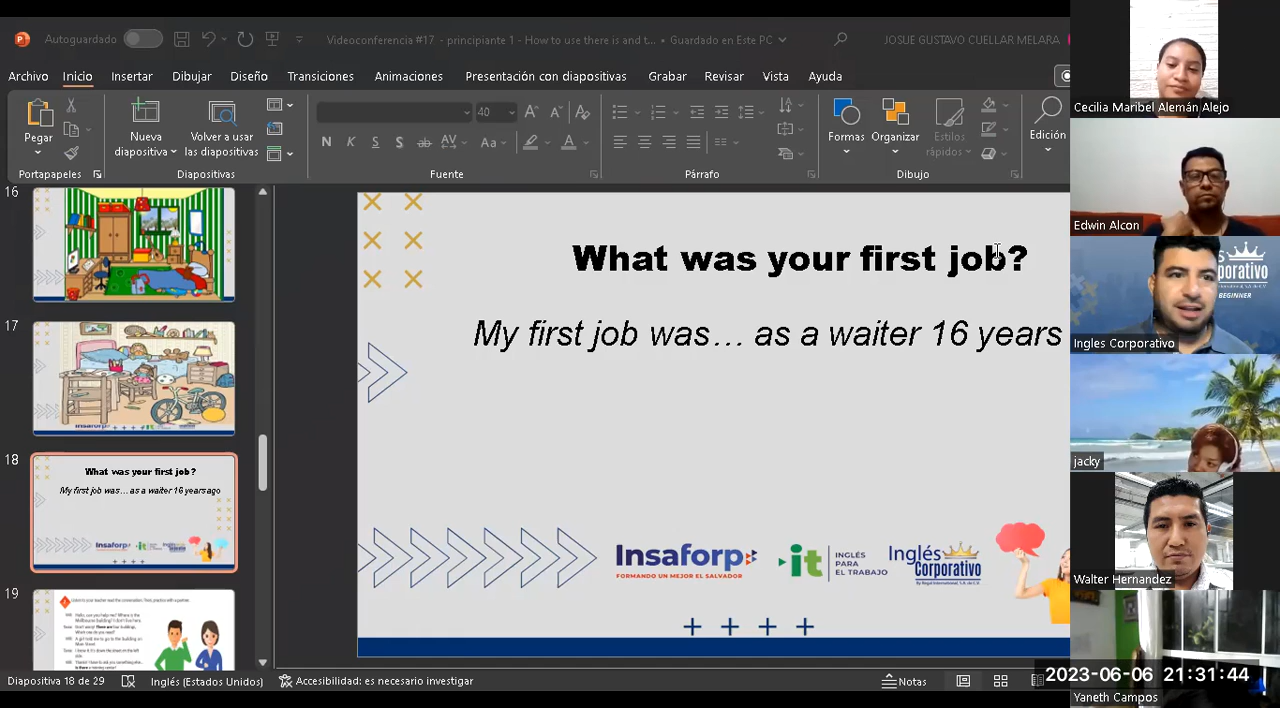 Autoguardado
Videoconferencia #17 - prin
- How to use there is and t... • Guardado en Este PC
JOSUE GUSTAVO CUELLAR MELARA
Archivo Inicio Insertar Dibujar Diseño Transiciones Animaciones Presentación con diapositivas Grabar Revisar Vista Ayuda
Pegar
Nueva diapositiva
Volver a usar las diapositivas
N K S S ab AV Aa A
Formas
Organizar
Estilos rápidos
Edición
Portapapeles Diapositivas Fuente Párrafo Dibujo
16
17
18
What was your first job?
My first job was... as a waiter 16 years ago
19
What was your first job?
My first job was... as a waiter 16 years
Insaforp
FORMANDO UN MEJOR EL SALVADOR
it
INGLÉS
PARA
EL TRABAJO
Inglés
Corporativo
Diapositiva 18 de 29 Inglés (Estados Unidos) Accesibilidad: es necesario investigar Notas
Cecilia Maribel Alemán Alejo
Edwin Alcon
BEGINNER
Ingles Corporativo
jacky
Walter Hernandez
2023-06-06 21:31:44
Yaneth Campos